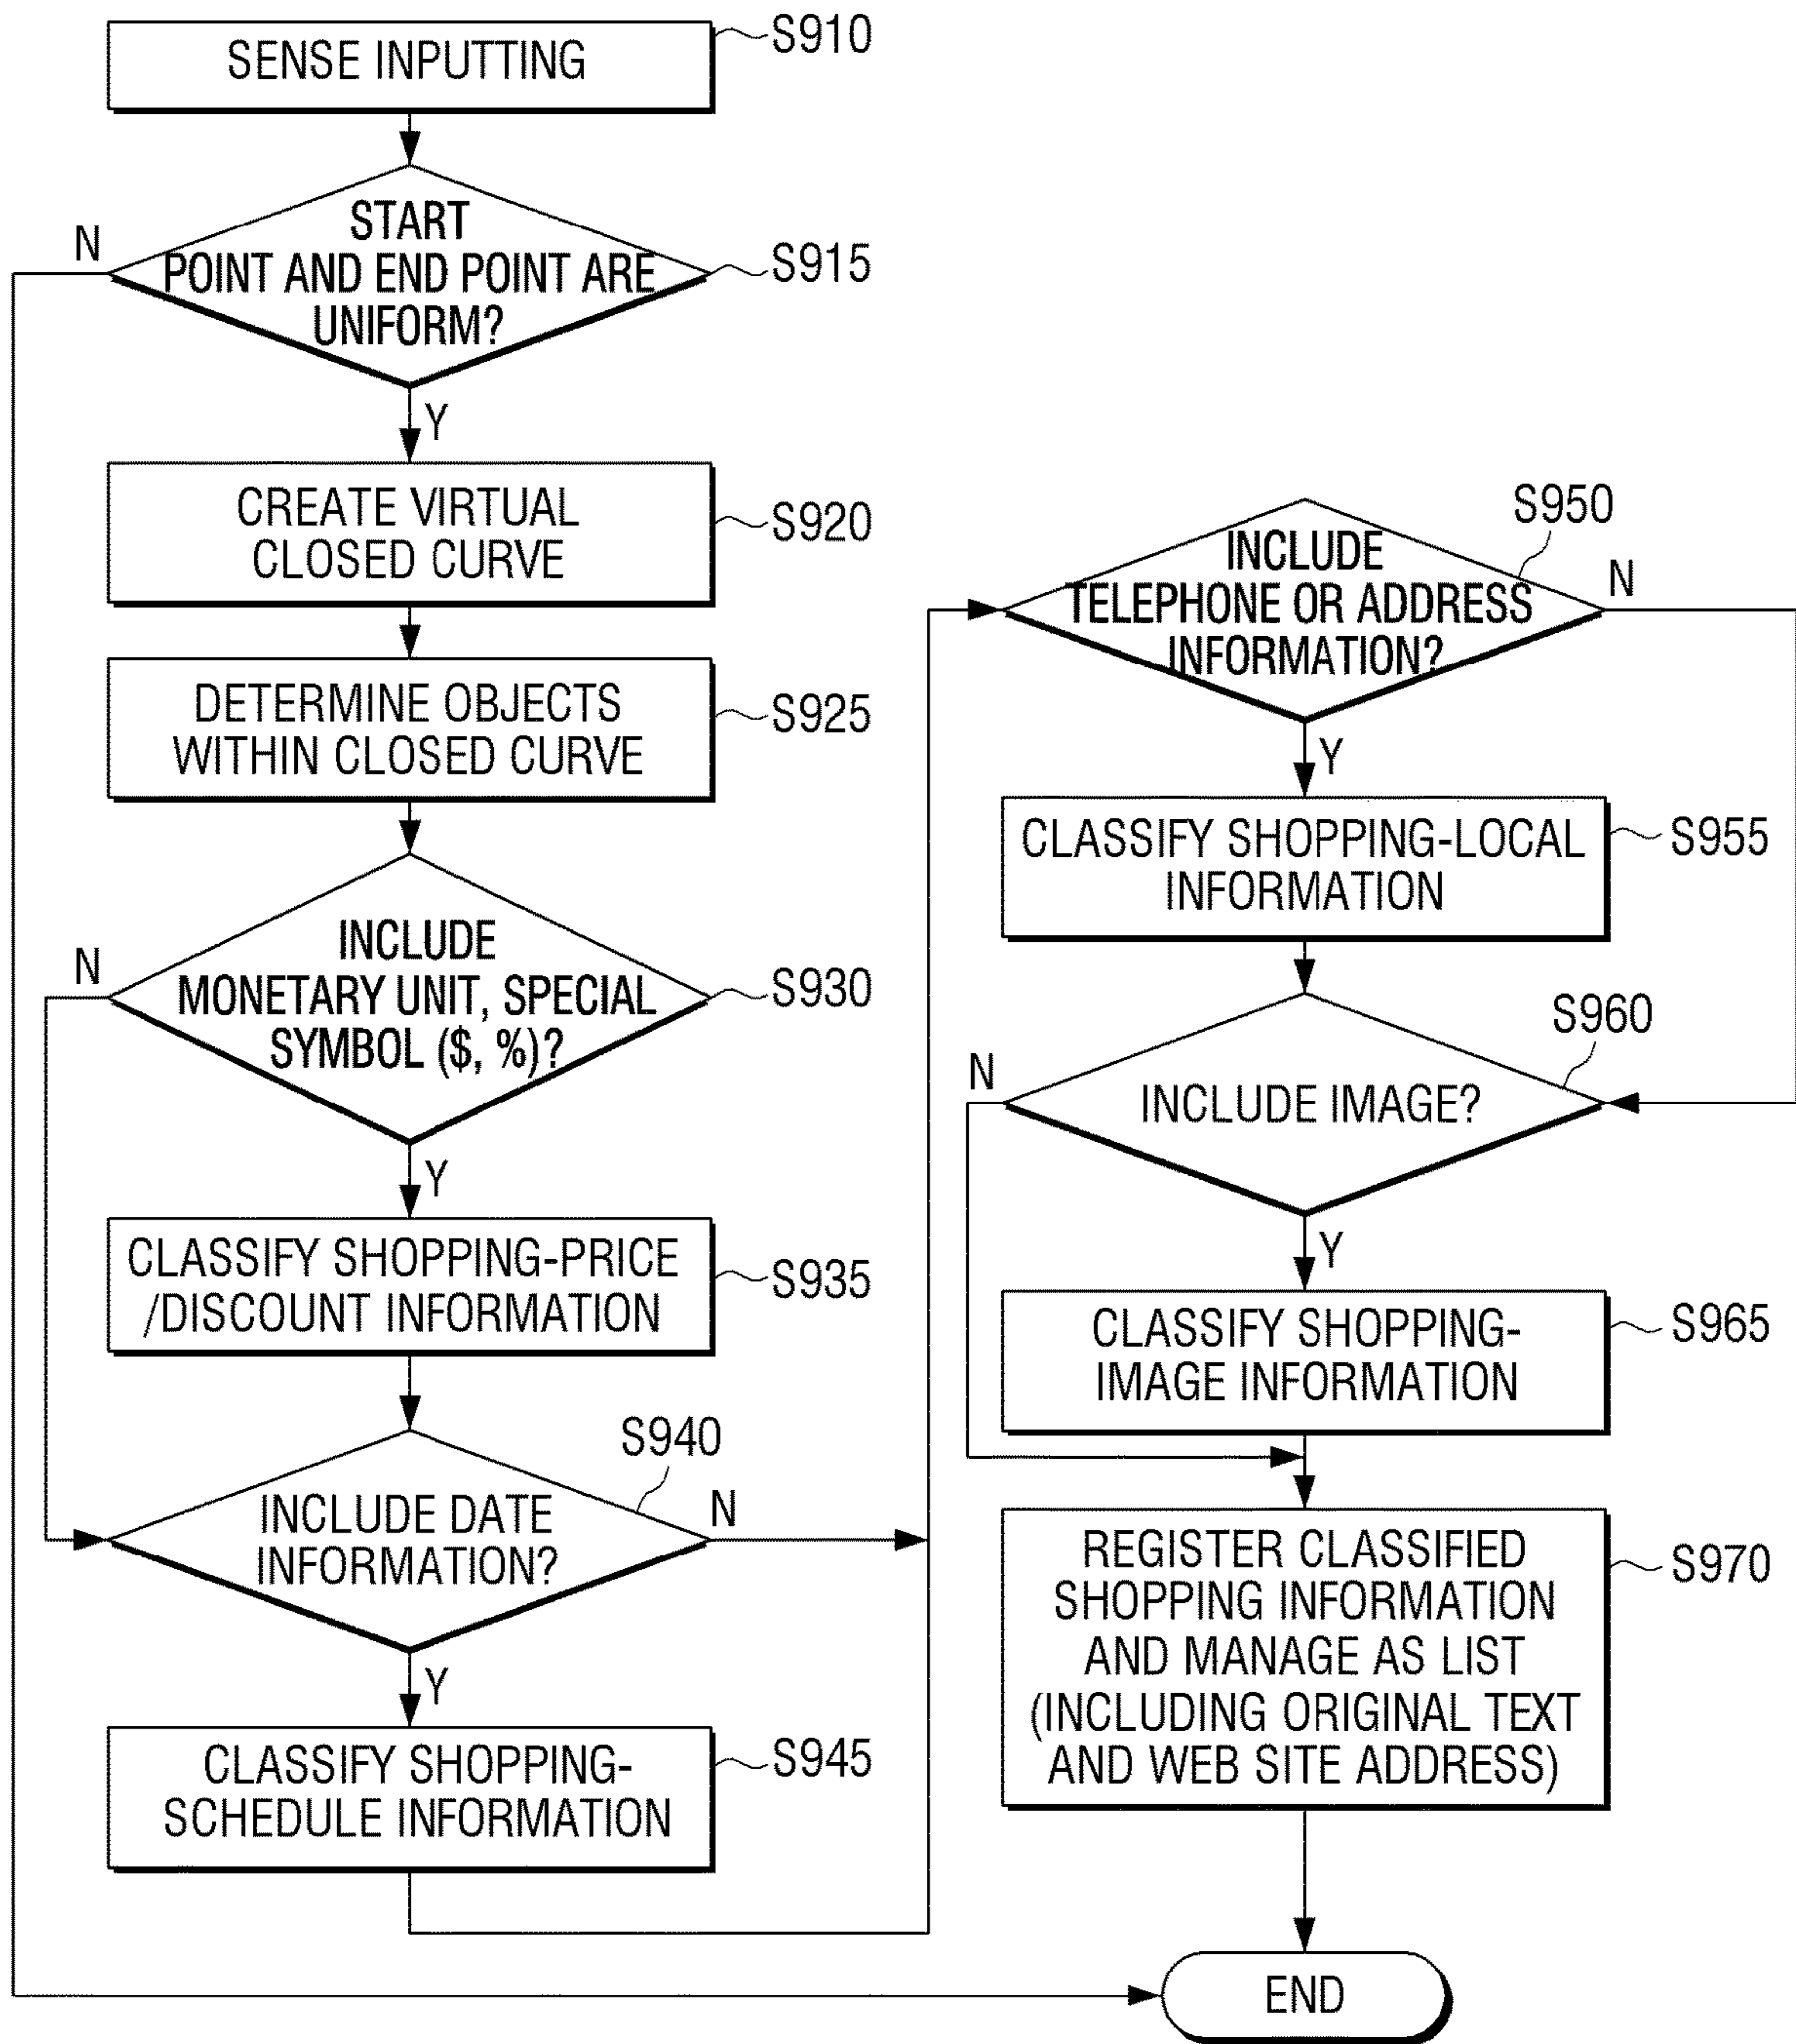 SENSE INPUTTING
S910
START
POINT AND END POINT ARE
UNIFORM?
S915
N
Y
CREATE VIRTUAL
CLOSED CURVE
S920
DETERMINE OBJECTS
WITHIN CLOSED CURVE
S925
INCLUDE
MONETARY UNIT, SPECIAL
SYMBOL ($, %)?
S930
N
Y
CLASSIFY SHOPPING-PRICE
/DISCOUNT INFORMATION
S935
INCLUDE DATE
INFORMATION?
S940
N
Y
CLASSIFY SHOPPING-
SCHEDULE INFORMATION
S945
INCLUDE
TELEPHONE OR ADDRESS
INFORMATION?
S950
N
Y
CLASSIFY SHOPPING-LOCAL
INFORMATION
S955
INCLUDE IMAGE?
S960
N
Y
CLASSIFY SHOPPING-
IMAGE INFORMATION
S965
REGISTER CLASSIFIED
SHOPPING INFORMATION
AND MANAGE AS LIST
(INCLUDING ORIGINAL TEXT
AND WEB SITE ADDRESS)
S970
END